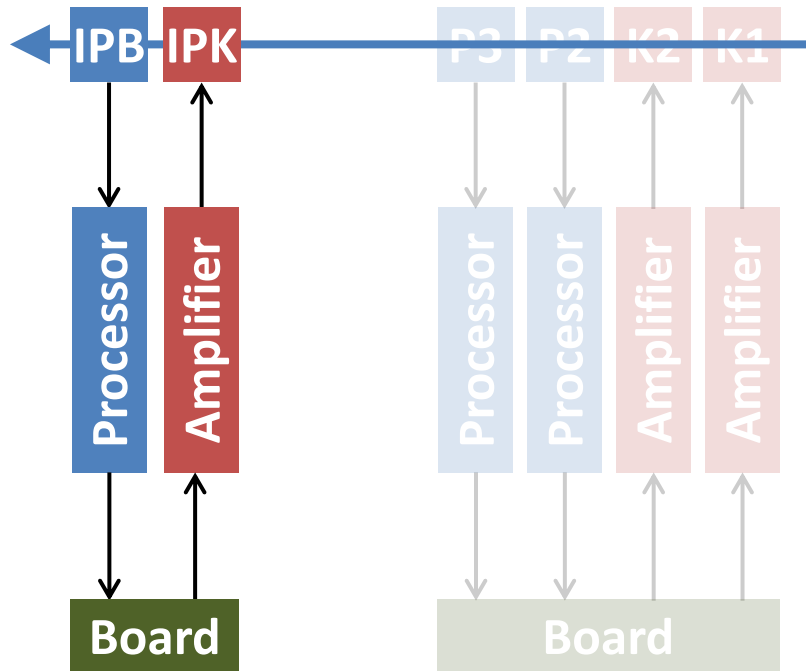 IPB IPK P3 P2 K2 K1
Processor Amplifier Processor Processor Amplifier Amplifier
Board Board